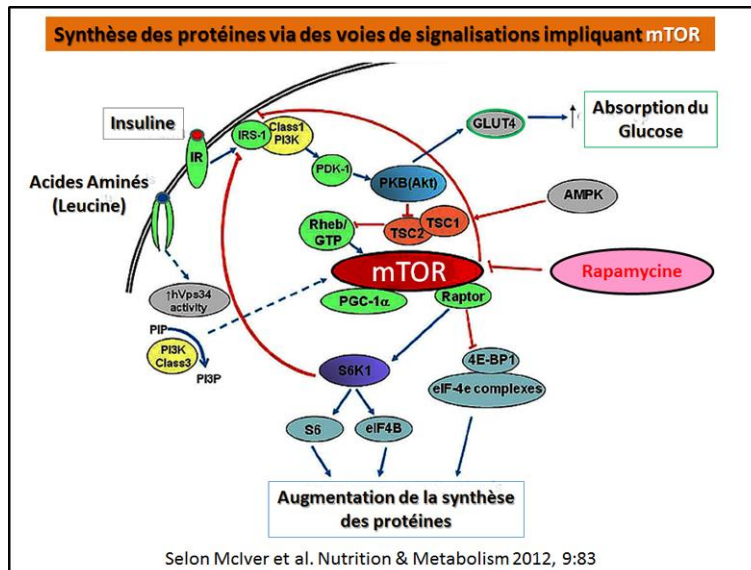 Synthèse des protéines via des voies de signalisations impliquant mTOR
Insuline
IR
IRS-1
Class1
PI3K
PDK-1
PKB(Akt)
GLUT4
↑
Absorption du
Glucose
Acides Aminés
(Leucine)
AMPK
Rheb/
GTP
TSC2
TSC1
mTOR
Rapamycine
PGC-1α
Raptor
↑hVps34
activity
PIP
PI3K
Class3
PI3P
S6K1
4E-BP1
eIF-4e complexes
S6
eIF4B
Augmentation de la synthèse
des protéines
Selon McIver et al. Nutrition & Metabolism 2012, 9:83